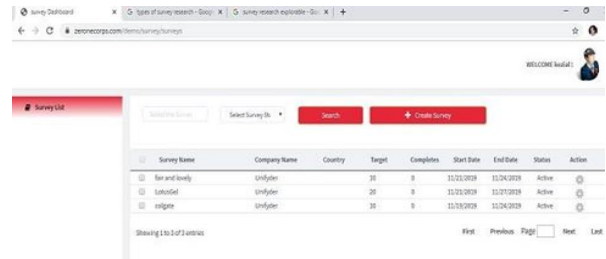 survey Dashboard
G types of survey research - Googl
G survey research explorable - Go
zeronecorps.com/demo/survey/surveys
WELCOME kealal1
Survey List
Select Survey St
Search
+ Create Survey
Survey Name Company Name Country Target Completes Start Date End Date Status Action
fair and lovely Unifyder 10 0 11/21/2019 11/24/2019 Active
LotusGel Unifyder 20 0 11/21/2019 11/27/2019 Active
colgate Unifyder 10 0 11/19/2019 11/24/2019 Active
Showing 1 to 3 of 3 entries
First Previous Page Next Last